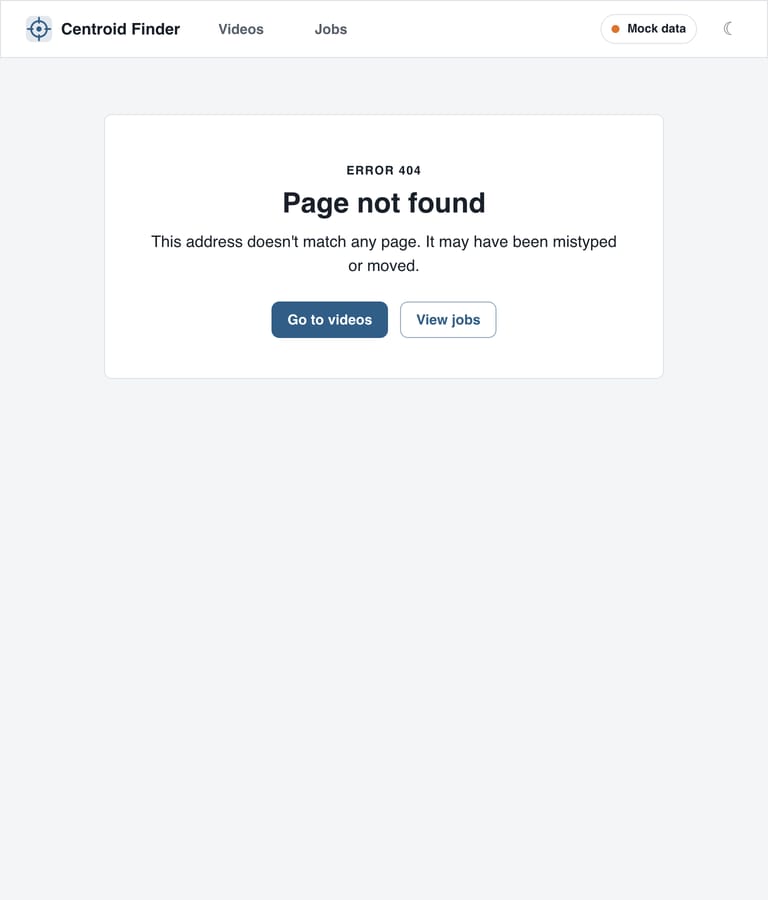 Centroid Finder
Videos
Jobs
Mock data
ERROR 404
Page not found
This address doesn't match any page. It may have been mistyped
or moved.
Go to videos
View jobs